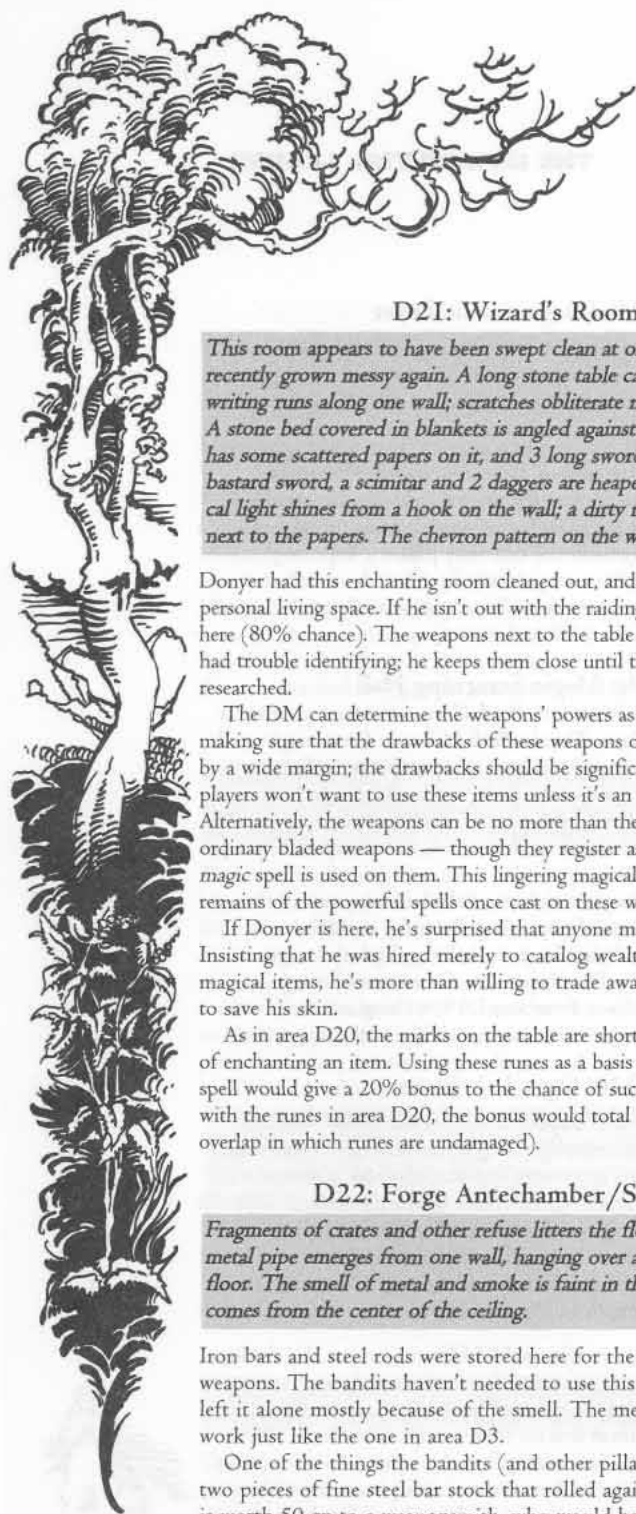 D21: Wizard's Room
This room appears to have been swept clean at
recently grown messy again. A long stone table
writing runs along one wall; scratches obliterate
A stone bed covered in blankets is angled against
has some scattered papers on it, and 3 long
bastard sword, a scimitar and 2 daggers are
cal light shines from a hook on the wall; a dirty
next to the papers. The chevron pattern on the
Donyer had this enchanting room cleaned out, and
personal living space. If he isn't out with the raiding
here (80% chance). The weapons next to the table
had trouble identifying; he keeps them close until
researched.
The DM can determine the weapons' powers as
making sure that the drawbacks of these weapons
by a wide margin; the drawbacks should be
players won't want to use these items unless it's an
Alternatively, the weapons can be no more than
ordinary bladed weapons — though they register
magic spell is used on them. This lingering magical
remains of the powerful spells once cast on these
If Donyer is here, he's surprised that anyone
Insisting that he was hired merely to catalog
magical items, he's more than willing to trade
to save his skin.
As in area D20, the marks on the table are
of enchanting an item. Using these runes as a basis
spell would give a 20% bonus to the chance of
with the runes in area D20, the bonus would total
overlap in which runes are undamaged).
D22: Forge Antechamber/S
Fragments of crates and other refuse litters the
metal pipe emerges from one wall, hanging over
floor. The smell of metal and smoke is faint in
comes from the center of the ceiling.
Iron bars and steel rods were stored here for the
weapons. The bandits haven't needed to use this
left it alone mostly because of the smell. The
work just like the one in area D3.
One of the things the bandits (and other
two pieces of fine steel bar stock that rolled